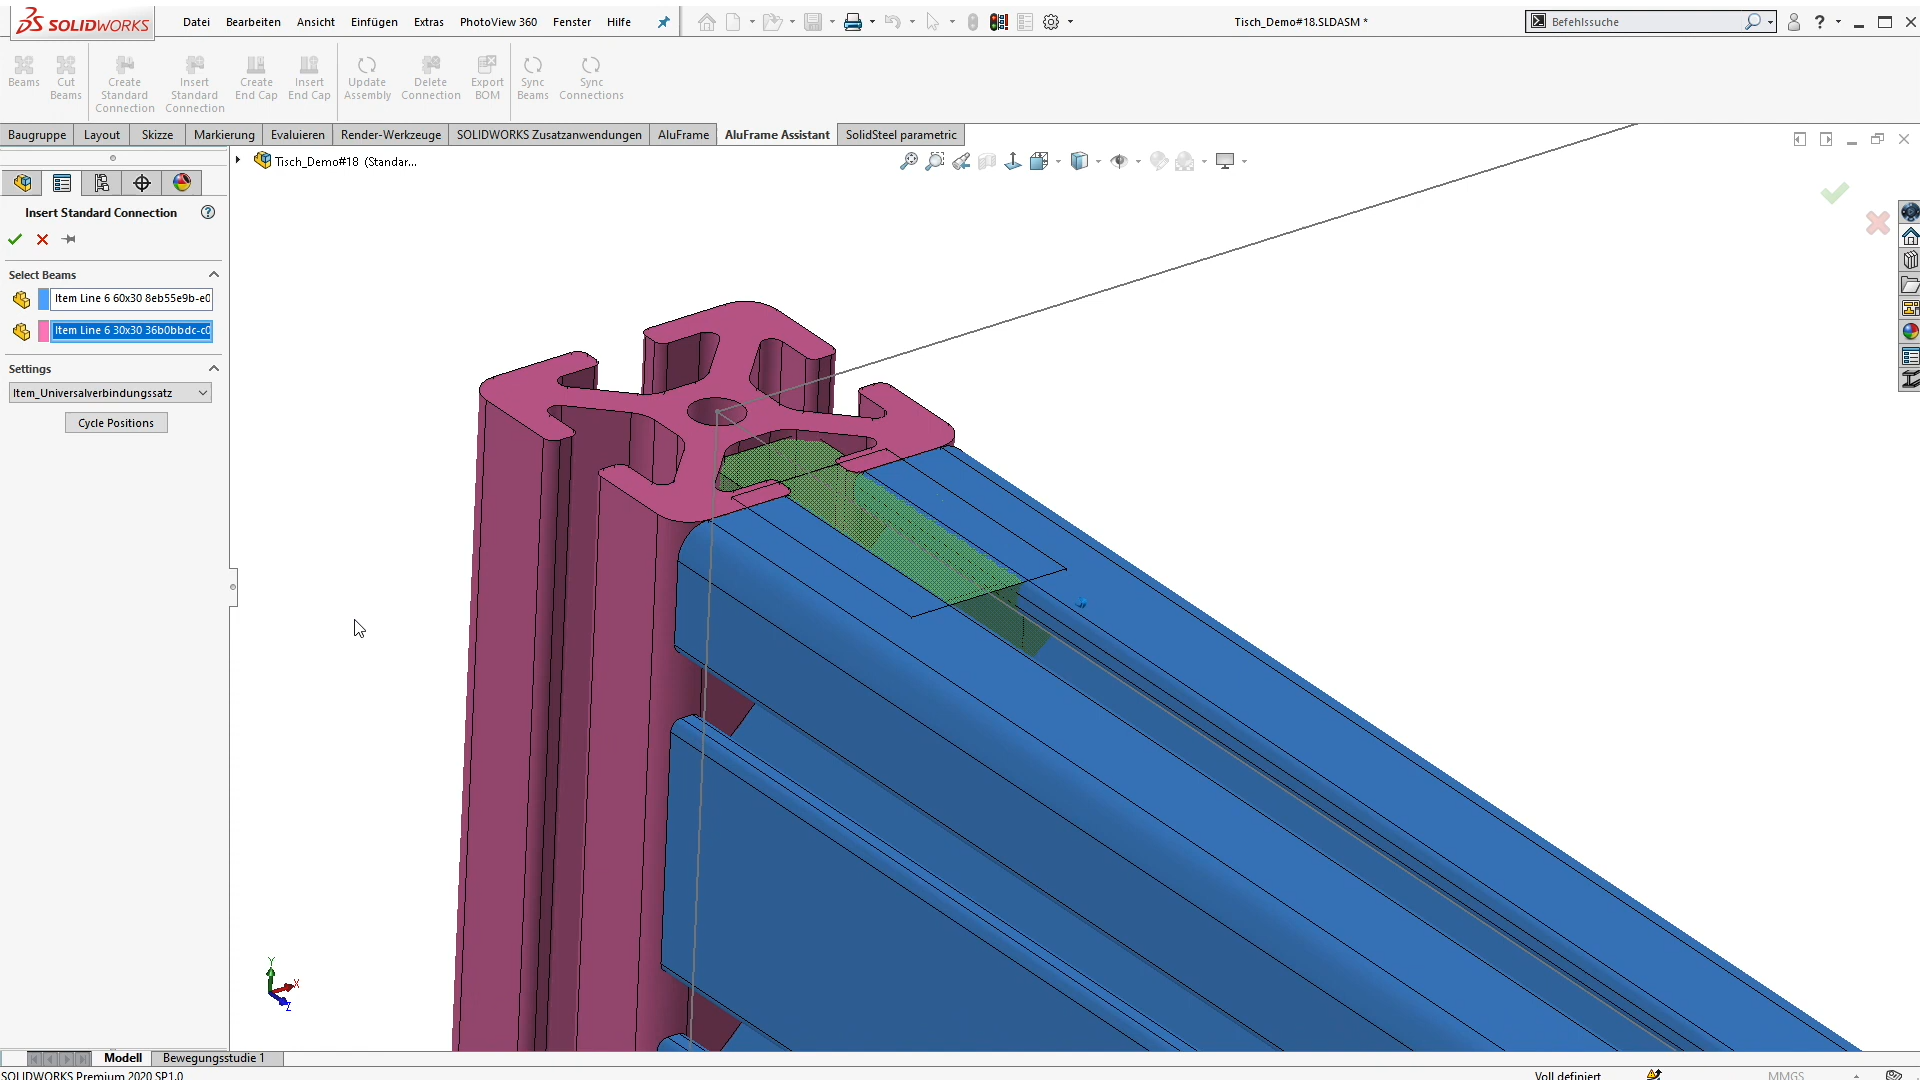 SOLIDWORKS
Datei Bearbeiten Ansicht Einfügen Extras PhotoView 360 Fenster Hilfe
Tisch_Demo#18.SLDASM *
Befehlssuche
?
Beams
Cut Beams
Create Standard Connection
Insert Standard Connection
Create End Cap
Insert End Cap
Update Assembly
Delete Connection
Export BOM
Sync Beams
Sync Connections
Baugruppe Layout Skizze Markierung Evaluieren Render-Werkzeuge SOLIDWORKS Zusatzanwendungen AluFrame AluFrame Assistant SolidSteel parametric
Tisch_Demo#18 (Standar...
Insert Standard Connection
?
Select Beams
Item Line 6 60x30 8eb55e9b-e0
Item Line 6 30x30 36b0bbdc-c0
Settings
Item_Universalverbindungssatz
Cycle Positions
Y
X
Z
Modell Bewegungsstudie 1
SOLIDWORKS Premium 2020 SP1.0
Voll definiert
MMGS